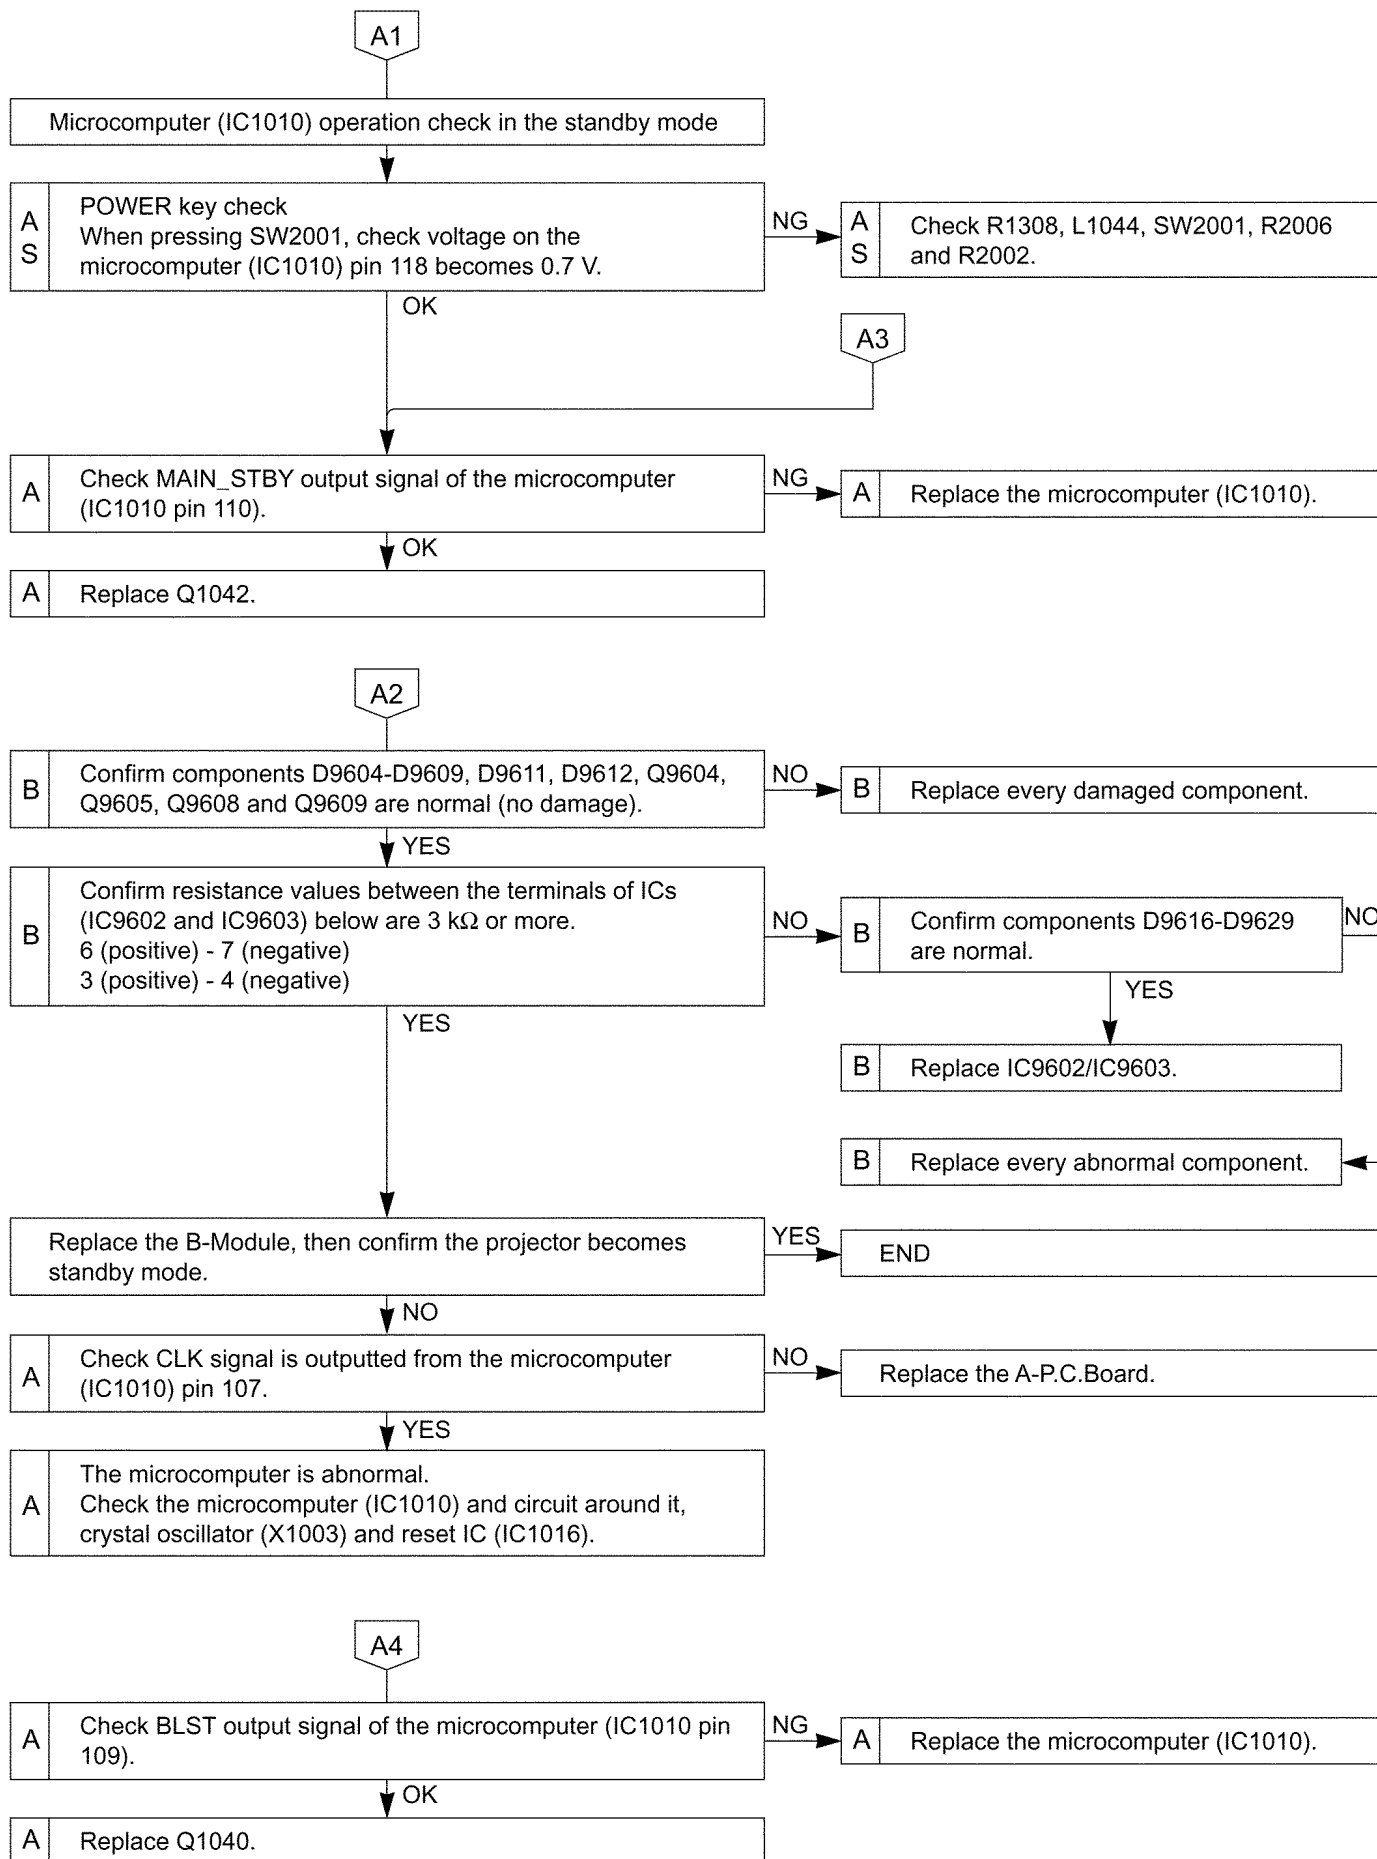 A1
Microcomputer (IC1010) operation check in the standby mode
A
S
POWER key check
When pressing SW2001, check voltage on the
microcomputer (IC1010) pin 118 becomes 0.7 V.
NG
A
S
Check R1308, L1044, SW2001, R2006
and R2002.
OK
A3
A
Check MAIN_STBY output signal of the microcomputer
(IC1010 pin 110).
NG
A
Replace the microcomputer (IC1010).
OK
A
Replace Q1042.
A2
B
Confirm components D9604-D9609, D9611, D9612, Q9604,
Q9605, Q9608 and Q9609 are normal (no damage).
NO
B
Replace every damaged component.
YES
B
Confirm resistance values between the terminals of ICs
(IC9602 and IC9603) below are 3 kΩ or more.
6 (positive) - 7 (negative)
3 (positive) - 4 (negative)
NO
B
Confirm components D9616-D9629
are normal.
NO
YES
YES
B
Replace IC9602/IC9603.
B
Replace every abnormal component.
Replace the B-Module, then confirm the projector becomes
standby mode.
YES
END
NO
A
Check CLK signal is outputted from the microcomputer
(IC1010) pin 107.
NO
Replace the A-P.C.Board.
YES
A
The microcomputer is abnormal.
Check the microcomputer (IC1010) and circuit around it,
crystal oscillator (X1003) and reset IC (IC1016).
A4
A
Check BLST output signal of the microcomputer (IC1010 pin
109).
NG
A
Replace the microcomputer (IC1010).
OK
A
Replace Q1040.